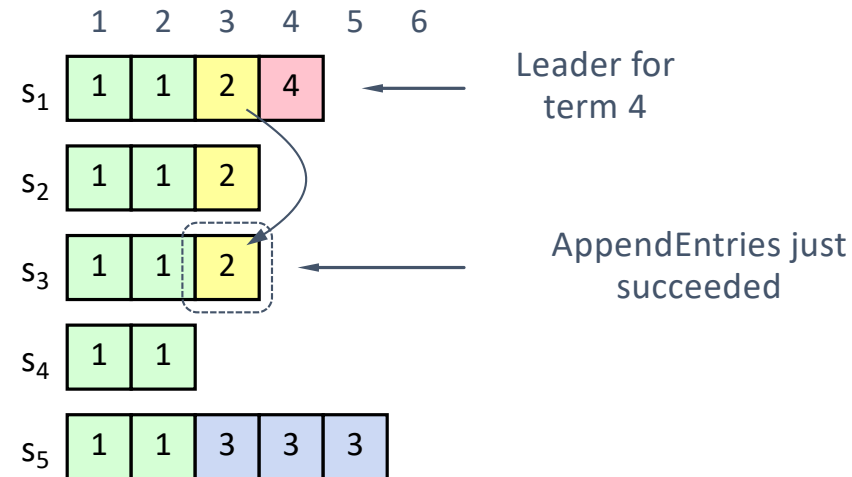 1 2 3 4 5 6
s₁ 1 1 2 4
Leader for
term 4
s₂ 1 1 2
s₃ 1 1 2
AppendEntries just
succeeded
s₄ 1 1
s₅ 1 1 3 3 3